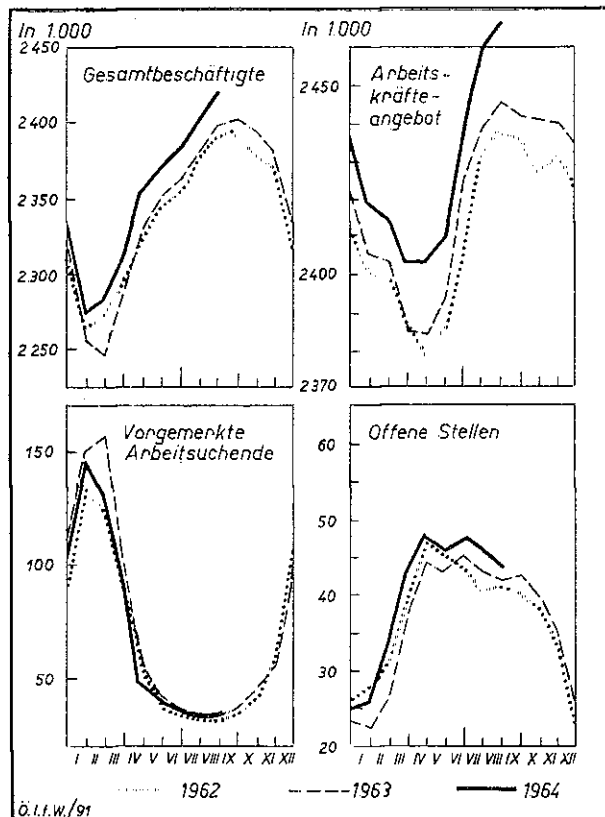 In 1.000
2 450
2 400
2 350
2 300
2 250
Gesamtbeschäftigte
In 1.000
2 450
2 400
2 370
Arbeits-
kräfte-
angebot
150
100
50
Vorgemerkte
Arbeitsuchende
I II III IV V VI VII VIII IX X XI XII
60
50
40
30
20
Offene Stellen
I II III IV V VI VII VIII IX X XI XII
1962 1963 1964
Ö.I.f.W./91